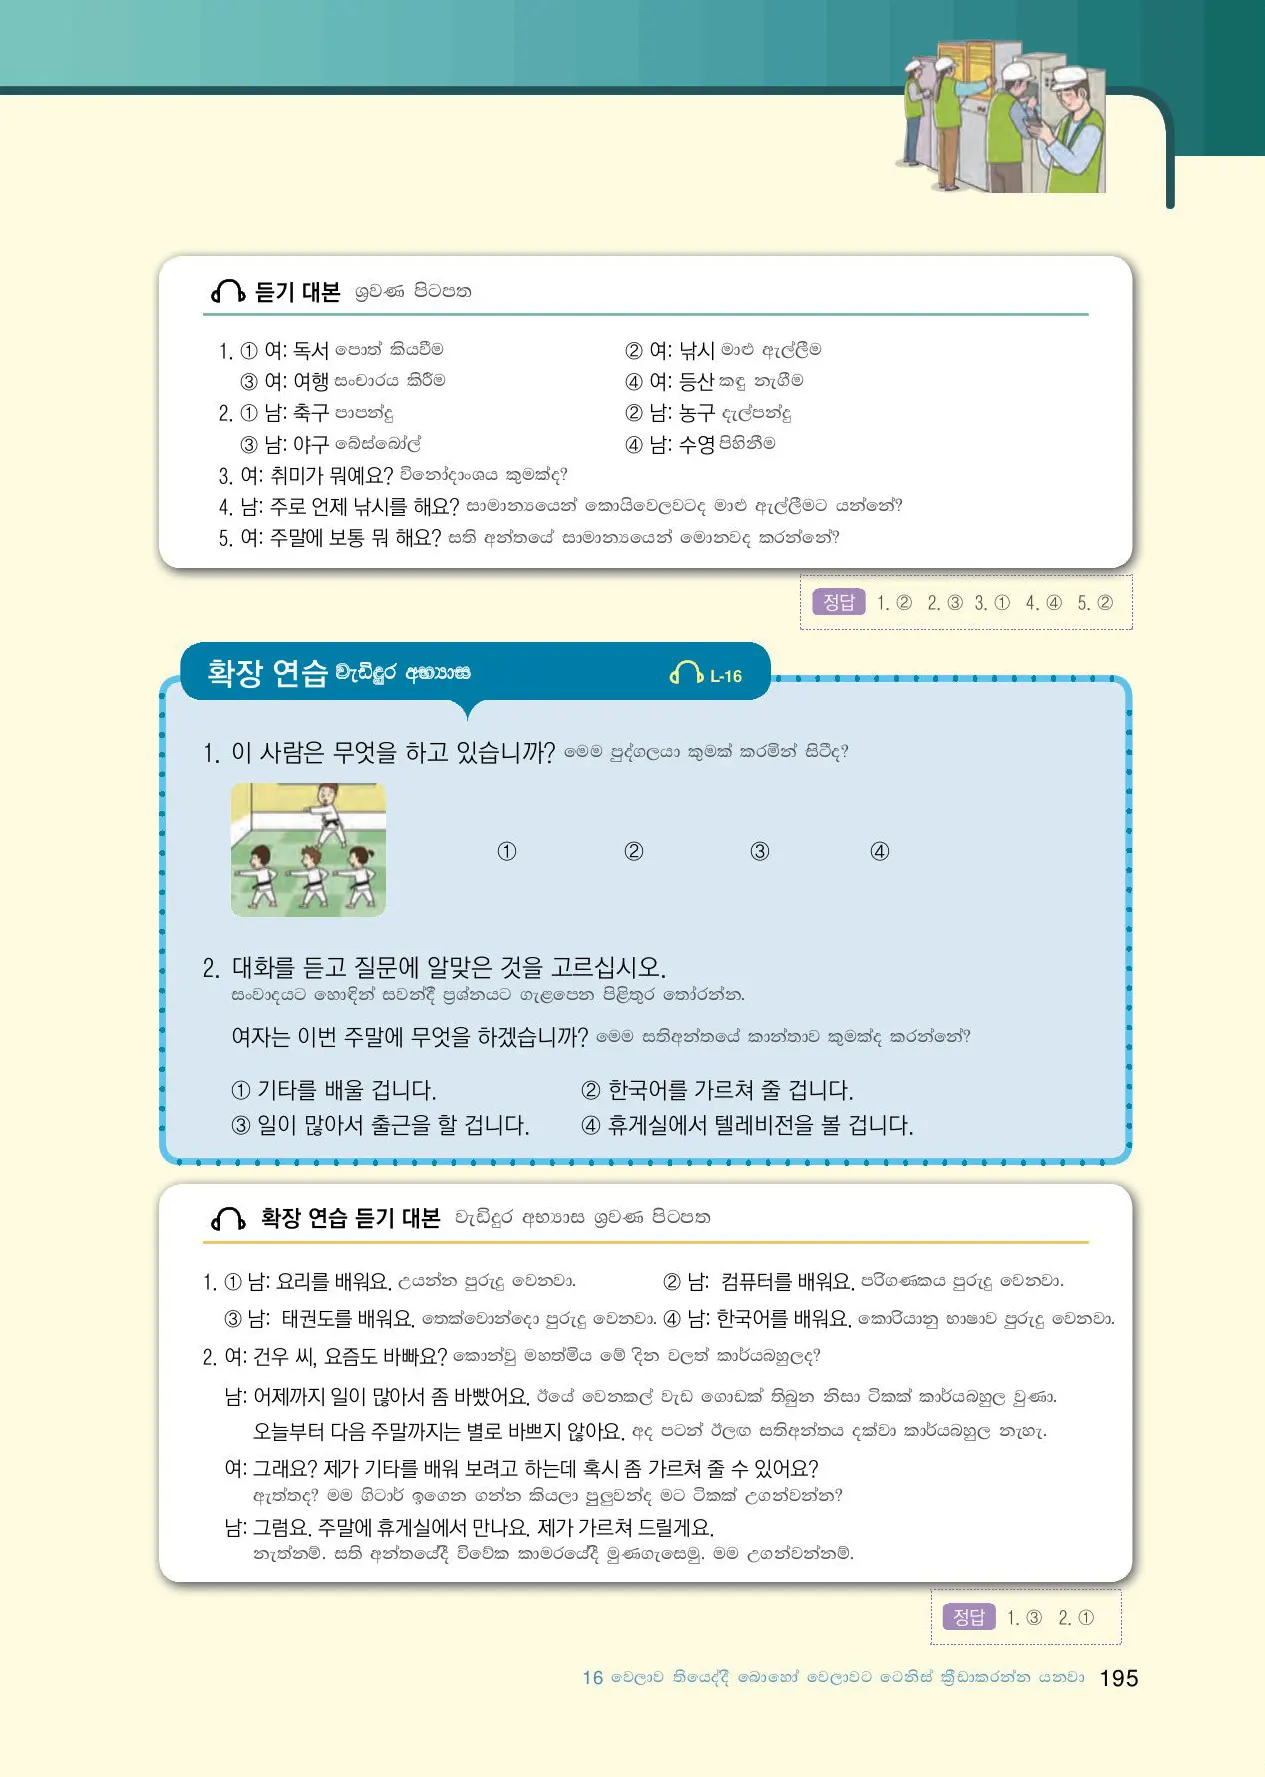 듣기 대본 ශ්‍රවණ පිටපත
1. ① 여: 독서 පොත් කියවීම ② 여: 낚시 මාළු ඇල්ලීම
③ 여: 여행 සංචාරය කිරීම ④ 여: 등산 කඳු නැගීම
2. ① 남: 축구 පාපන්දු ② 남: 농구 දැල්පන්දු
③ 남: 야구 බේස්බෝල් ④ 남: 수영 පිහිනීම
3. 여: 취미가 뭐예요? විනෝදාංශය කුමක්ද?
4. 남: 주로 언제 낚시를 해요? සාමාන්‍යයෙන් කොයිවෙලවටද මාළු ඇල්ලීමට යන්නේ?
5. 여: 주말에 보통 뭐 해요? සති අන්තයේ සාමාන්‍යයෙන් මොනවද කරන්නේ?
정답 1. ② 2. ③ 3. ① 4. ④ 5. ②
확장 연습 වැඩිදුර අභ්‍යාස L-16
1. 이 사람은 무엇을 하고 있습니까? මෙම පුද්ගලයා කුමක් කරමින් සිටීද?
① ② ③ ④
2. 대화를 듣고 질문에 알맞은 것을 고르십시오.
සංවාදයට හොඳින් සවන්දී ප්‍රශ්නයට ගැළපෙන පිළිතුර තෝරන්න.
여자는 이번 주말에 무엇을 하겠습니까? මෙම සතිඅන්තයේ කාන්තාව කුමක්ද කරන්නේ?
① 기타를 배울 겁니다. ② 한국어를 가르쳐 줄 겁니다.
③ 일이 많아서 출근을 할 겁니다. ④ 휴게실에서 텔레비전을 볼 겁니다.
확장 연습 듣기 대본 වැඩිදුර අභ්‍යාස ශ්‍රවණ පිටපත
1. ① 남: 요리를 배워요. උයන්න පුරුදු වෙනවා. ② 남: 컴퓨터를 배워요. පරිගණකය පුරුදු වෙනවා.
③ 남: 태권도를 배워요. තෙක්වොන්දො පුරුදු වෙනවා. ④ 남: 한국어를 배워요. කොරියානු භාෂාව පුරුදු වෙනවා.
2. 여: 건우 씨, 요즘도 바빠요? කොන්වු මහත්මිය මේ දින වලත් කාර්යබහුලද?
남: 어제까지 일이 많아서 좀 바빴어요. ඊයේ වෙනකල් වැඩ ගොඩක් තිබුන නිසා ටිකක් කාර්යබහුල වුණා.
오늘부터 다음 주말까지는 별로 바쁘지 않아요. අද පටන් ඊලඟ සතිඅන්තය දක්වා කාර්යබහුල නැහැ.
여: 그래요? 제가 기타를 배워 보려고 하는데 혹시 좀 가르쳐 줄 수 있어요?
ඇත්තද? මම ගිටාර් ඉගෙන ගන්න කියලා පුලුවන්ද මට ටිකක් උගන්වන්න?
남: 그럼요. 주말에 휴게실에서 만나요. 제가 가르쳐 드릴게요.
නැත්නම්. සති අන්තයේදී විවේක කාමරයේදී මුණගැසෙමු. මම උගන්වන්නම්.
정답 1. ③ 2. ①
16 වෙලාව තියෙද්දී බොහෝ වෙලාවට ටෙනිස් ක්‍රීඩාකරන්න යනවා 195